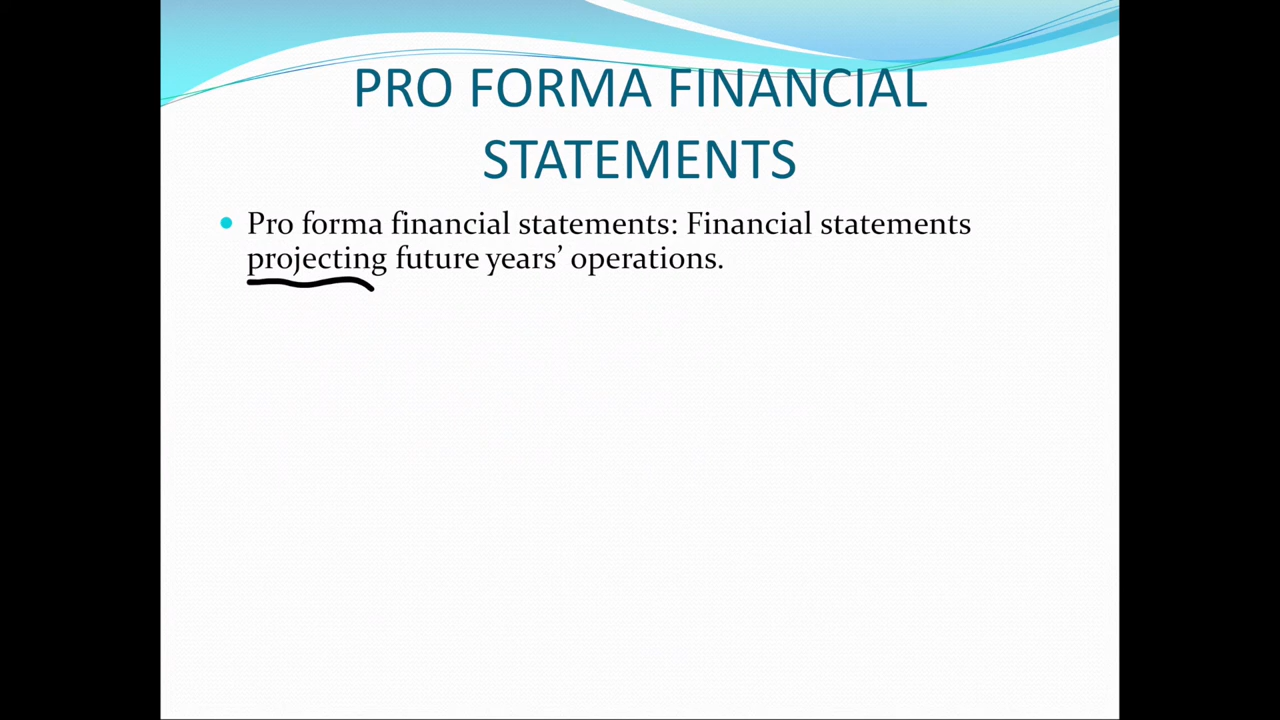 PRO FORMA FINANCIAL
STATEMENTS
Pro forma financial statements: Financial statements
projecting future years’ operations.